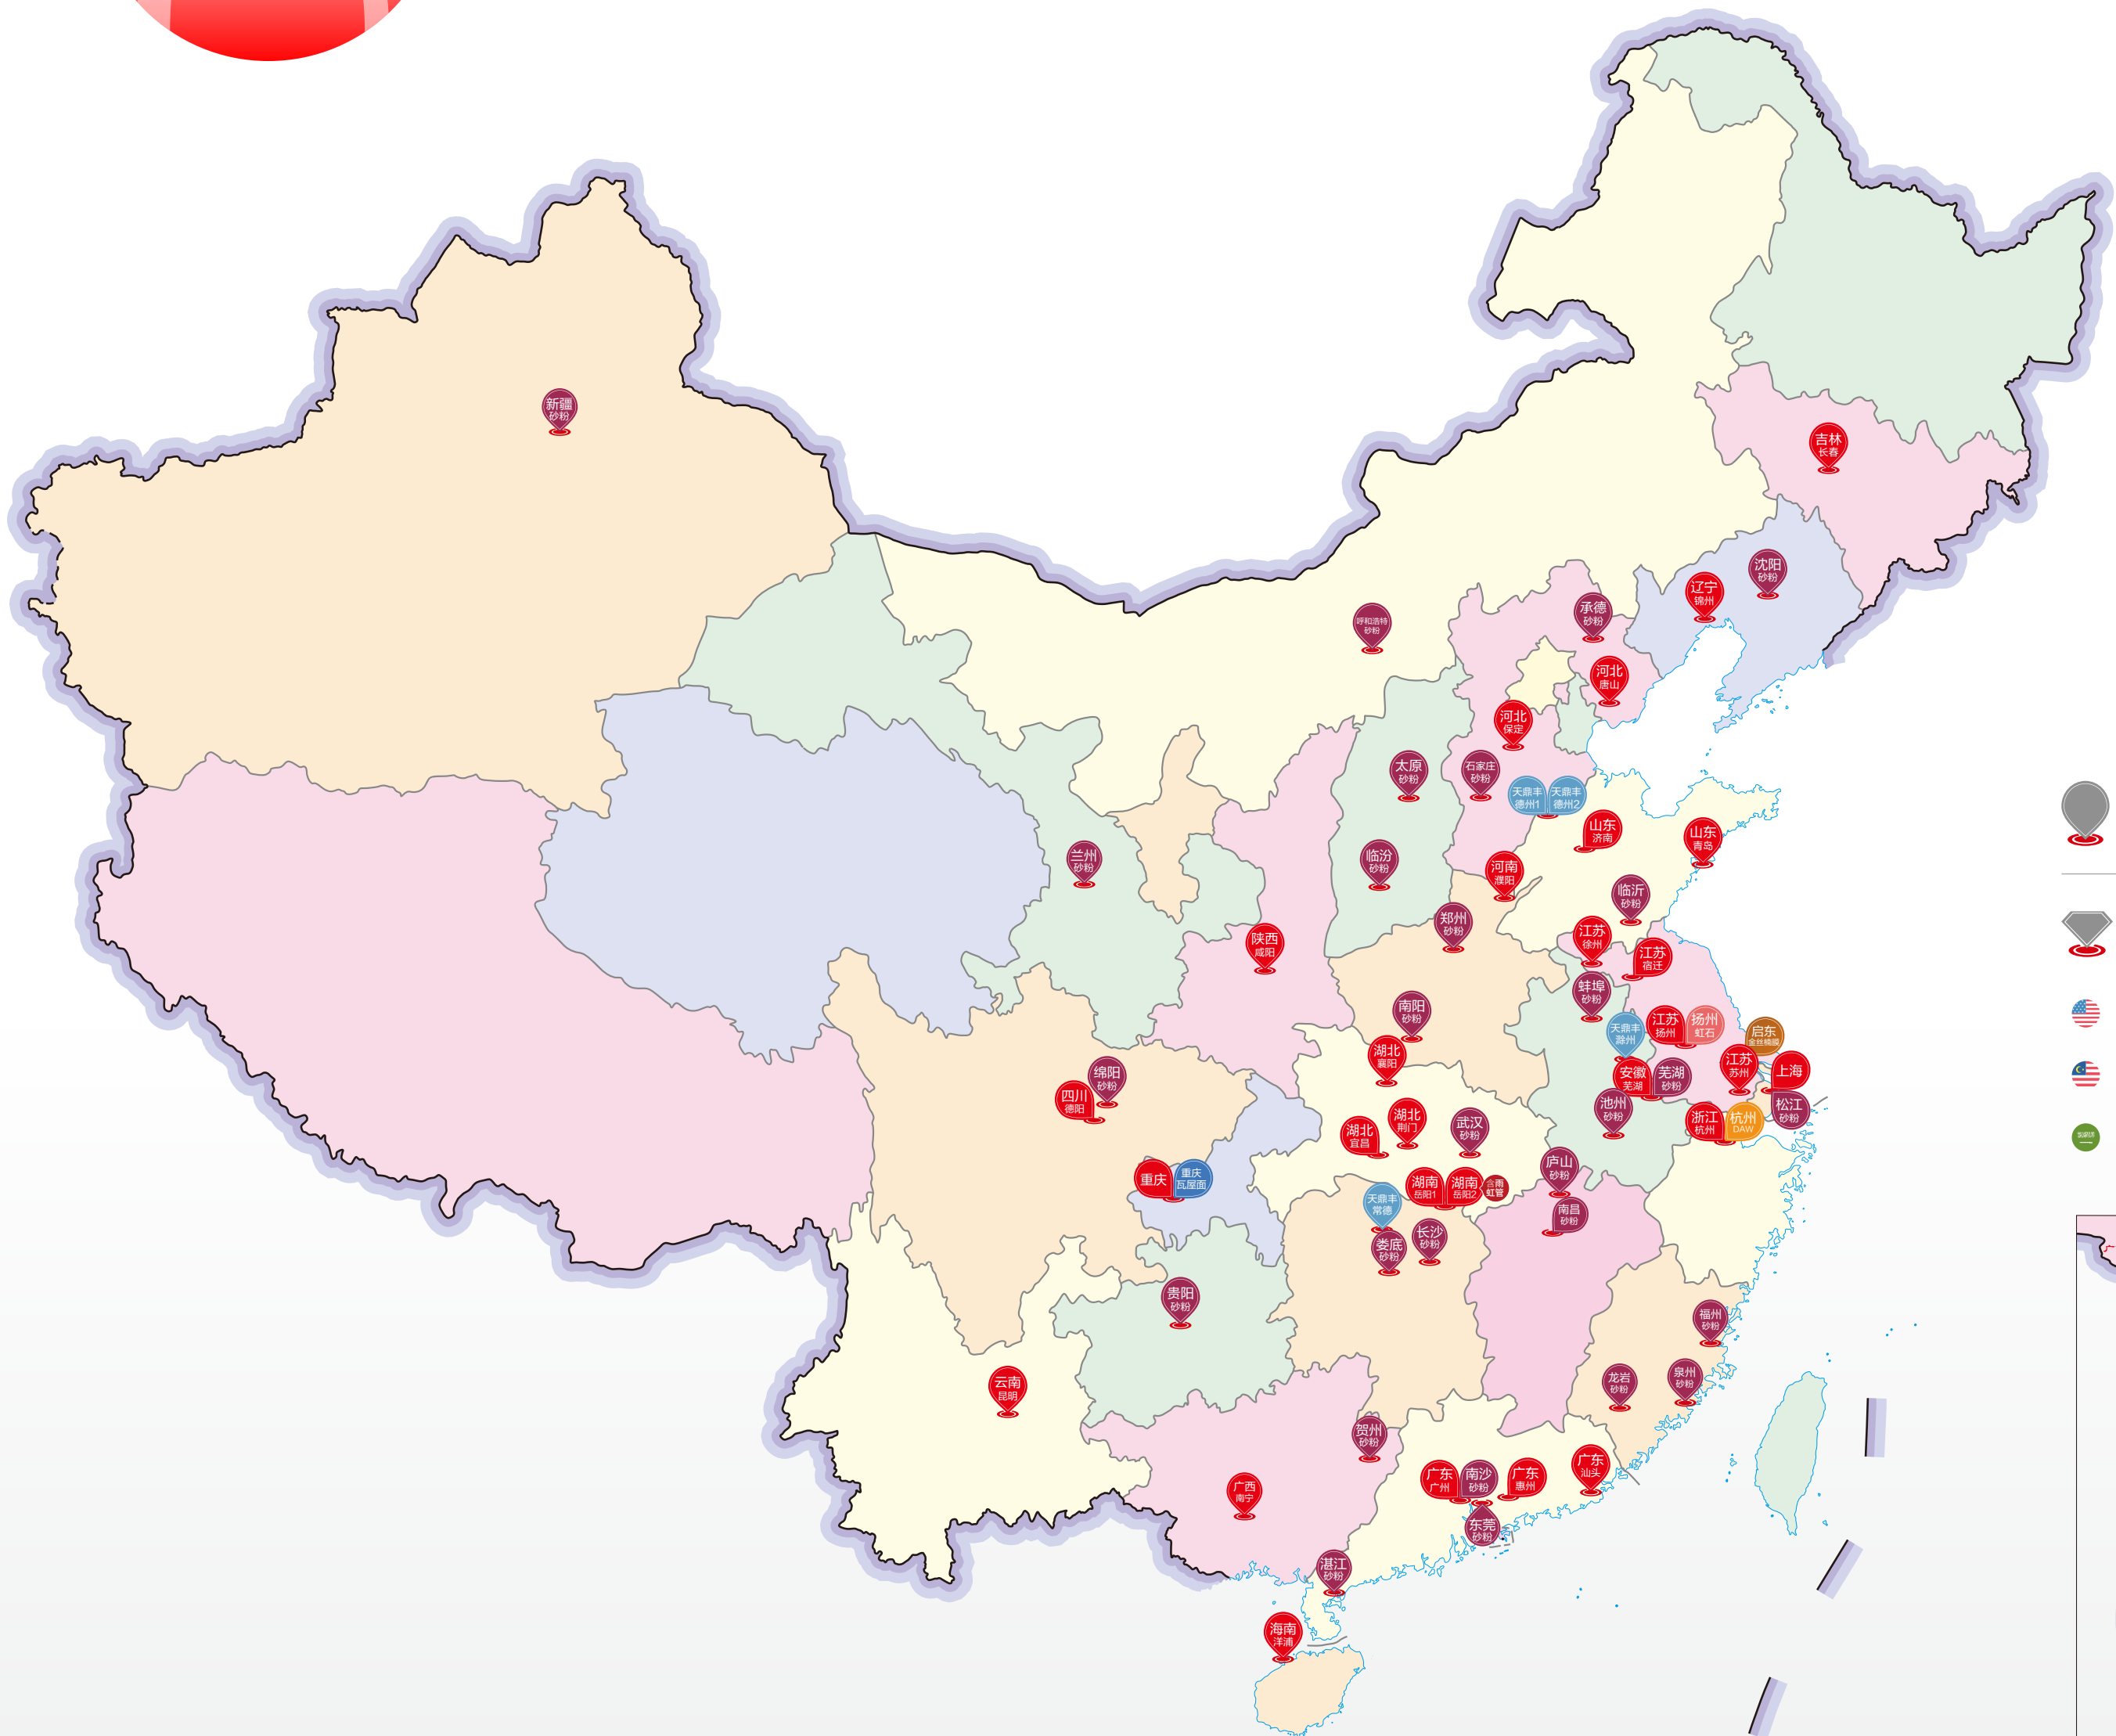 新疆
砂粉
吉林
长春
沈阳
砂粉
辽宁
锦州
承德
砂粉
呼和浩特
砂粉
河北
唐山
河北
保定
太原
砂粉
石家庄
砂粉
天鼎丰
德州1
天鼎丰
德州2
山东
济南
山东
青岛
兰州
砂粉
临汾
砂粉
河南
濮阳
临沂
砂粉
郑州
砂粉
陕西
咸阳
江苏
徐州
江苏
宿迁
蚌埠
砂粉
南阳
砂粉
天鼎丰
滁州
江苏
扬州
扬州
虹石
启东
金丝楠膜
湖北
襄阳
江苏
苏州
上海
绵阳
砂粉
四川
德阳
安徽
芜湖
芜湖
砂粉
池州
砂粉
松江
砂粉
浙江
杭州
杭州
DAW
湖北
荆门
湖北
宜昌
武汉
砂粉
庐山
砂粉
重庆
重庆
瓦屋面
天鼎丰
常德
湖南
岳阳1
湖南
岳阳2
含雨
虹管
南昌
砂粉
娄底
砂粉
长沙
砂粉
贵阳
砂粉
福州
砂粉
云南
昆明
龙岩
砂粉
泉州
砂粉
贺州
砂粉
广西
南宁
广东
广州
南沙
砂粉
广东
惠州
广东
汕头
东莞
砂粉
湛江
砂粉
海南
洋浦